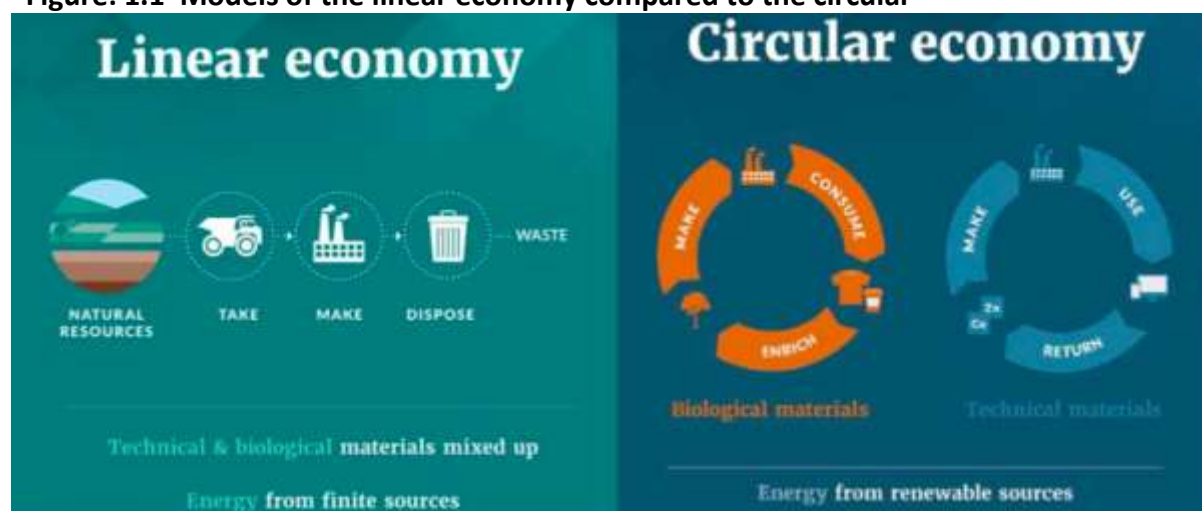 Figure: 1.1 Models of the linear economy compared to the circular
Linear economy
NATURAL
RESOURCES
TAKE
MAKE
DISPOSE
WASTE
Technical & biological materials mixed up
Energy from finite sources
Circular economy
MAKE
CONSUME
ENRICH
Biological materials
MAKE
USE
RETURN
Zn
Technical materials
Energy from renewable sources